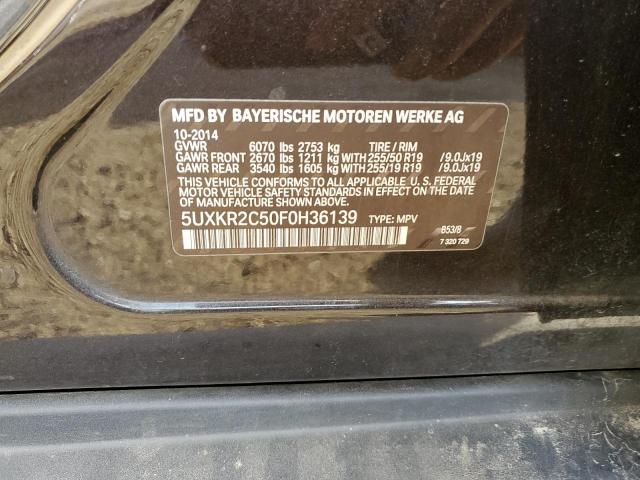 MFD BY BAYERISCHE MOTOREN WERKE AG
10-2014
GVWR 6070 lbs 2753 kg TIRE / RIM
GAWR FRONT 2670 lbs 1211 kg WITH 255/50 R19 / 9.0Jx19
GAWR REAR 3540 lbs 1605 kg WITH 255/19 R19 / 9.0Jx19
THIS VEHICLE CONFORMS TO ALL APPLICABLE U. S. FEDERAL
MOTOR VEHICLE SAFETY STANDARDS IN EFFECT ON THE DATE OF
MANUFACTURE SHOWN ABOVE.
5UXKR2C50F0H36139 TYPE: MPV
853/8
7 320 729